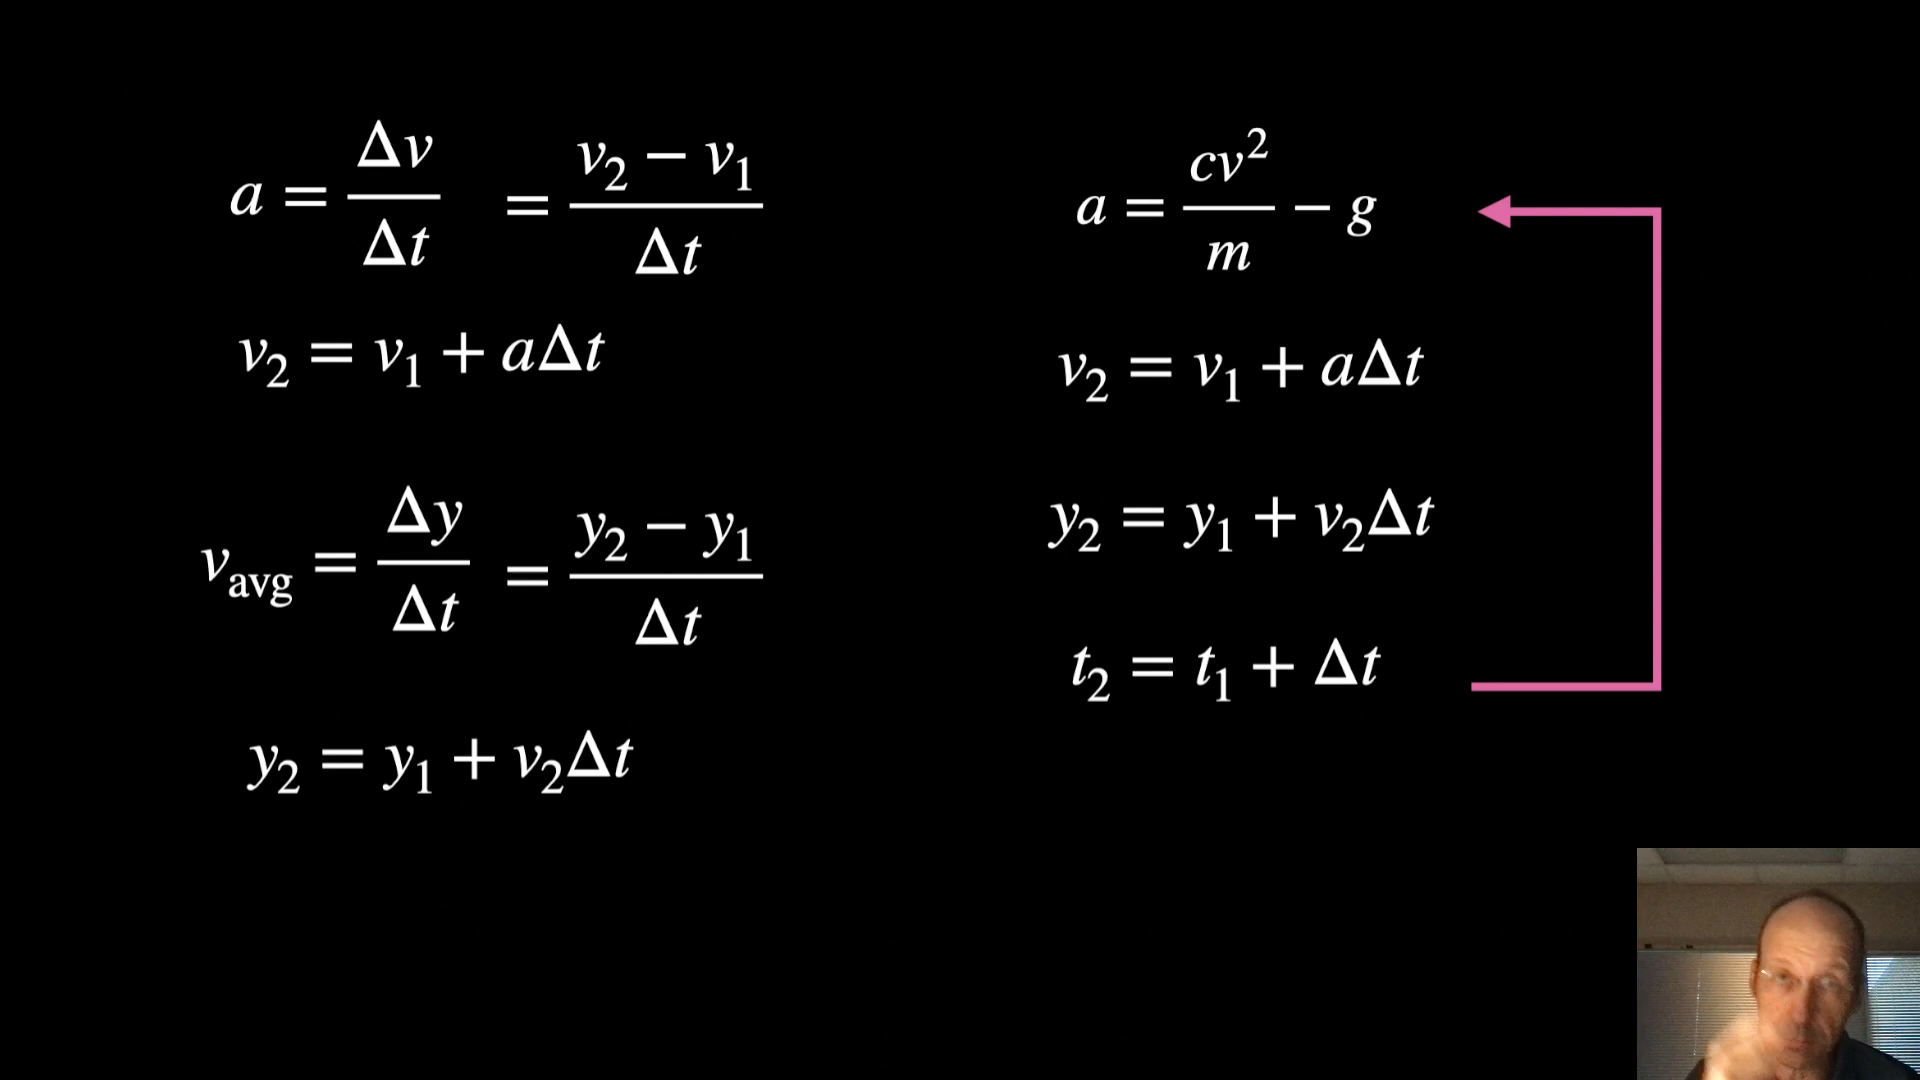 a = Δv/Δt = (v₂ − v₁)/Δt
v₂ = v₁ + aΔt
v_avg = Δy/Δt = (y₂ − y₁)/Δt
y₂ = y₁ + v₂Δt
a = cv²/m − g
v₂ = v₁ + aΔt
y₂ = y₁ + v₂Δt
t₂ = t₁ + Δt